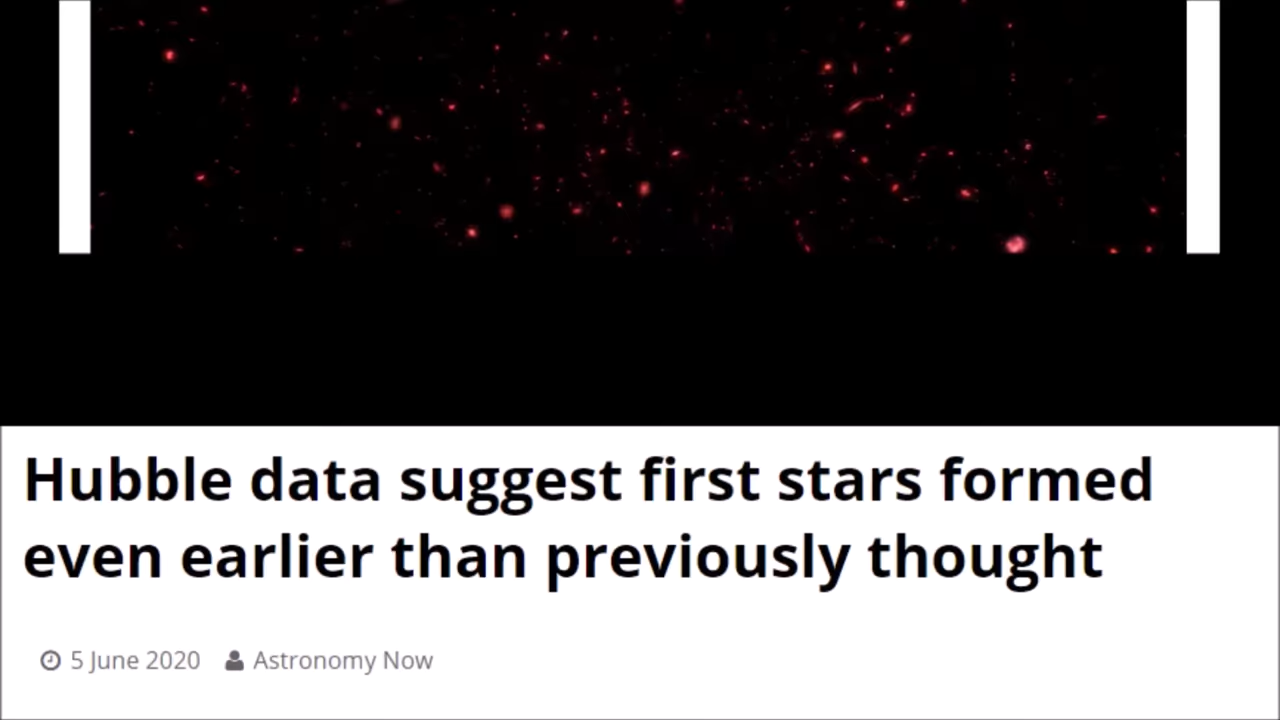 Hubble data suggest first stars formed
even earlier than previously thought
5 June 2020 Astronomy Now